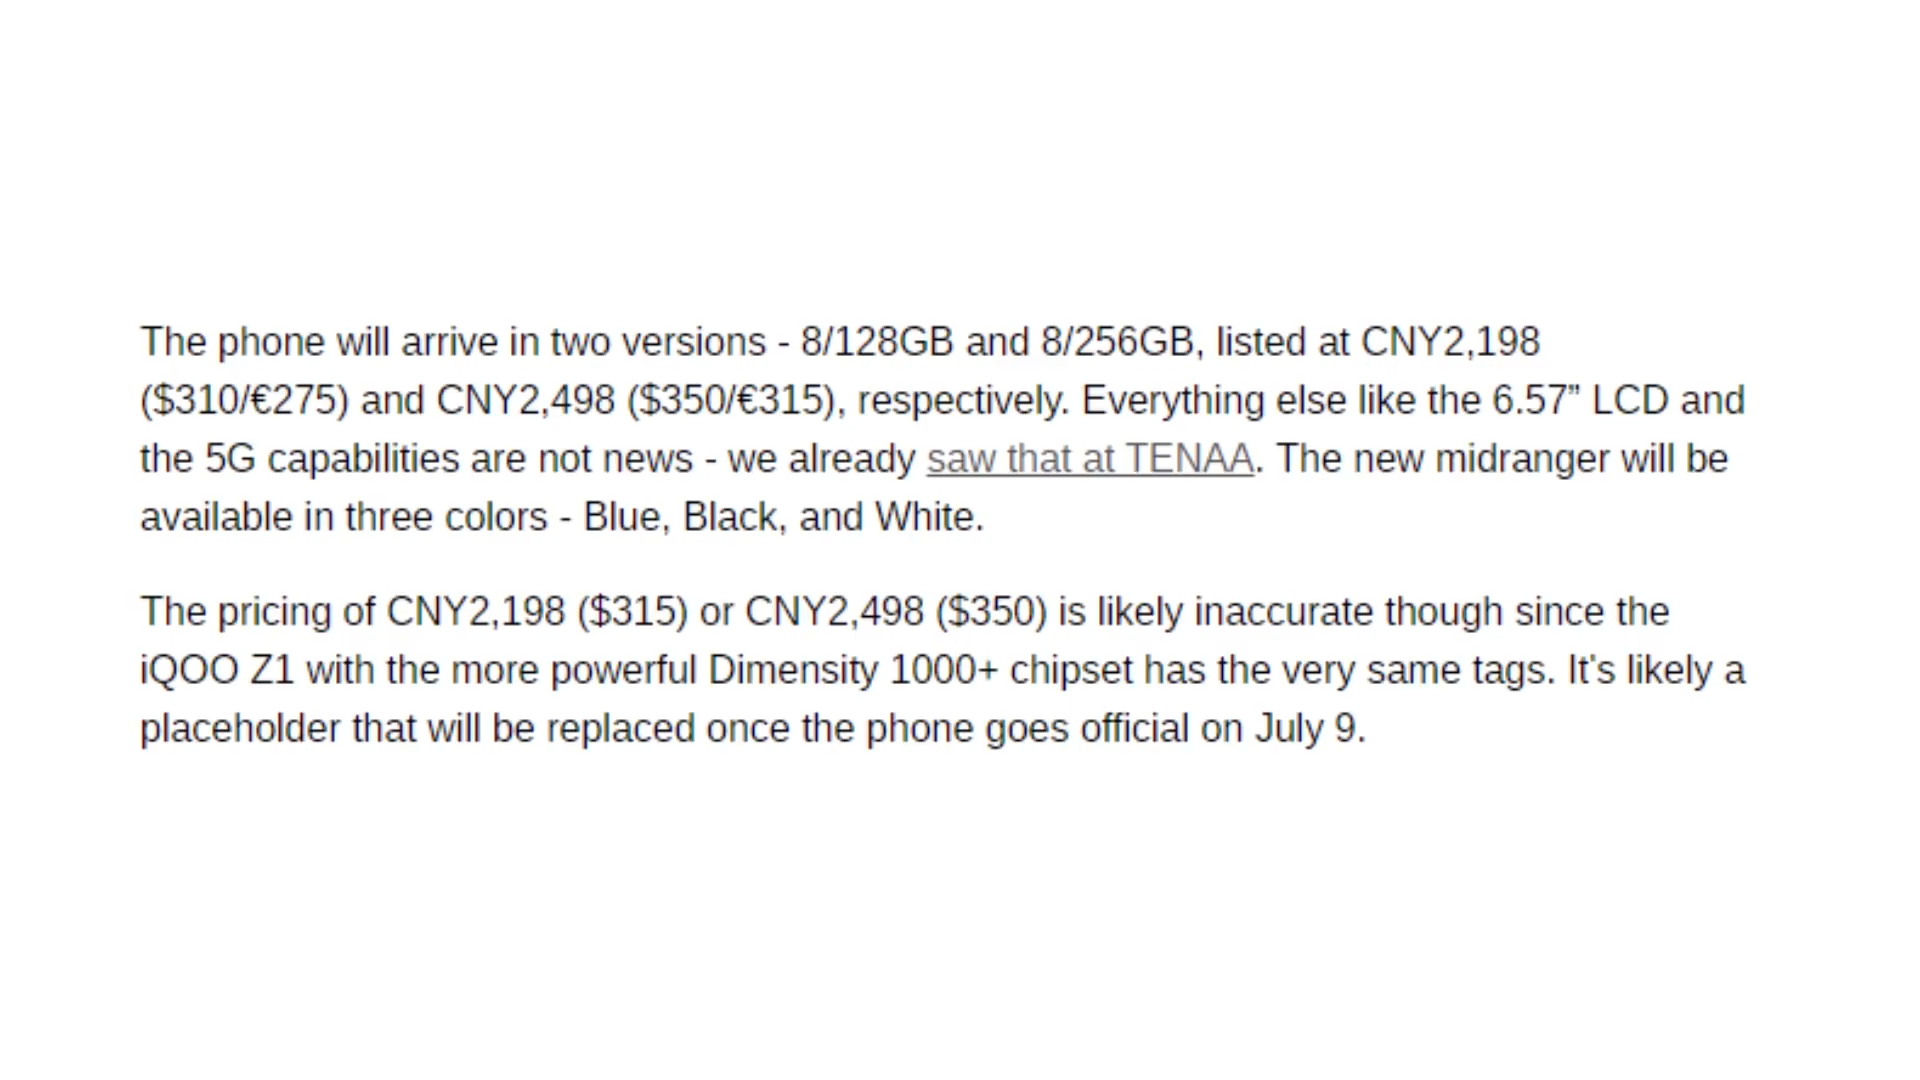 The phone will arrive in two versions - 8/128GB and 8/256GB, listed at CNY2,198
($310/€275) and CNY2,498 ($350/€315), respectively. Everything else like the 6.57” LCD and
the 5G capabilities are not news - we already saw that at TENAA. The new midranger will be
available in three colors - Blue, Black, and White.
The pricing of CNY2,198 ($315) or CNY2,498 ($350) is likely inaccurate though since the
iQOO Z1 with the more powerful Dimensity 1000+ chipset has the very same tags. It's likely a
placeholder that will be replaced once the phone goes official on July 9.